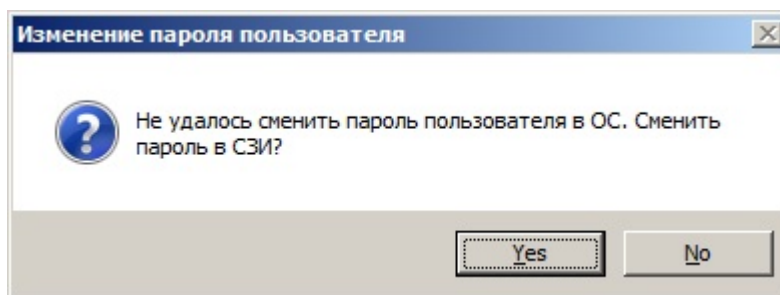 Изменение пароля пользователя
Не удалось сменить пароль пользователя в ОС. Сменить
пароль в СЗИ?
Yes
No